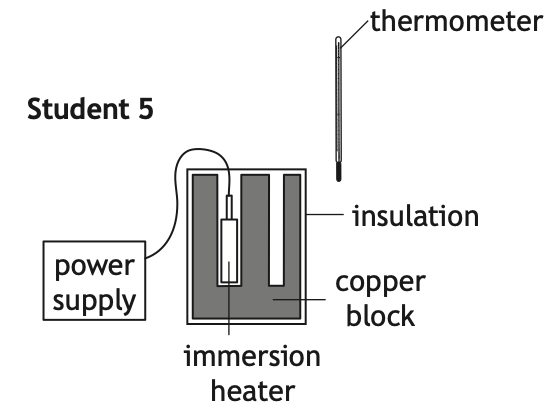 thermometer
Student 5
insulation
power
supply
copper
block
immersion
heater